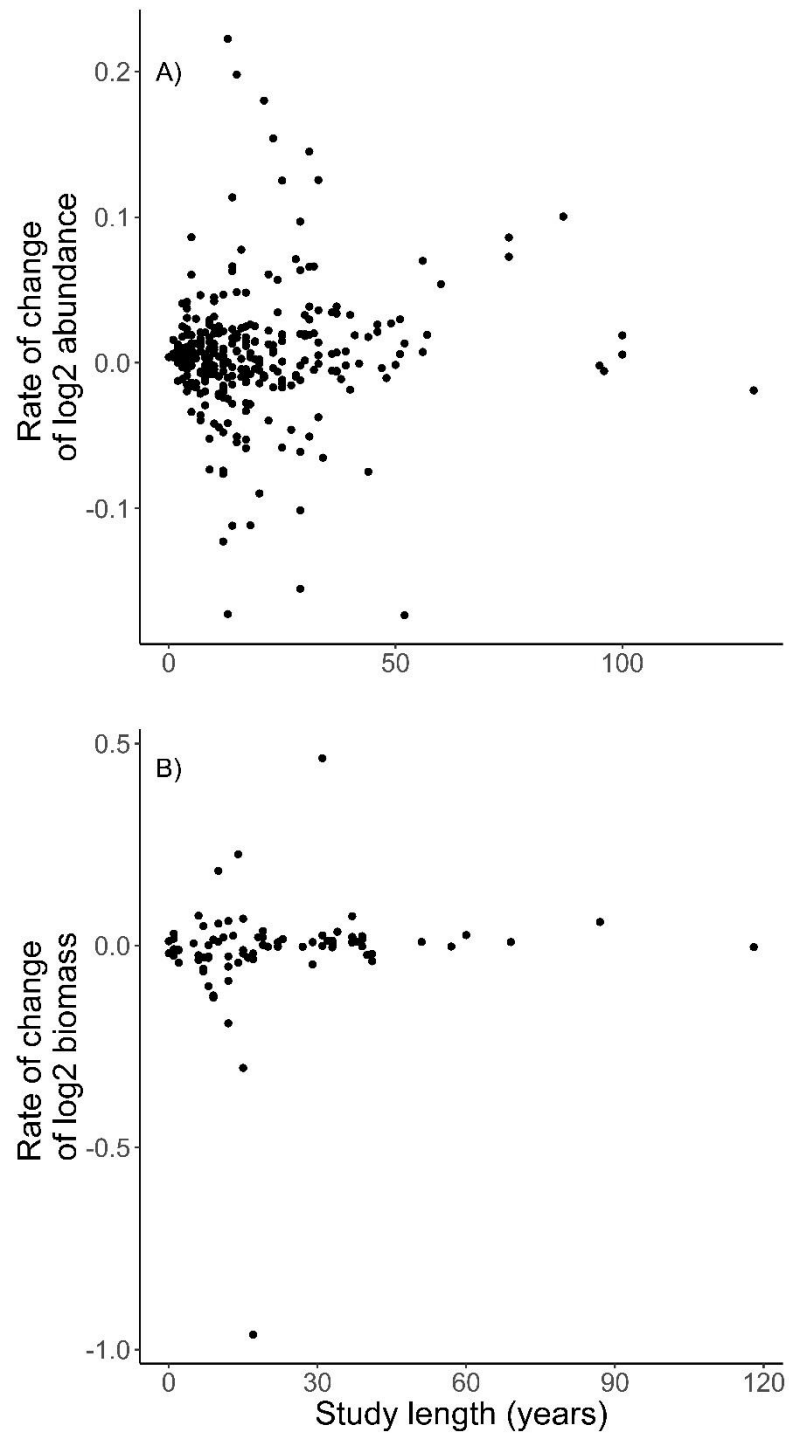 A)
0.2
0.1
0.0
-0.1
Rate of change
of log2 abundance
0 50 100
B)
0.5
0.0
-0.5
-1.0
Rate of change
of log2 biomass
0 30 60 90 120
Study length (years)